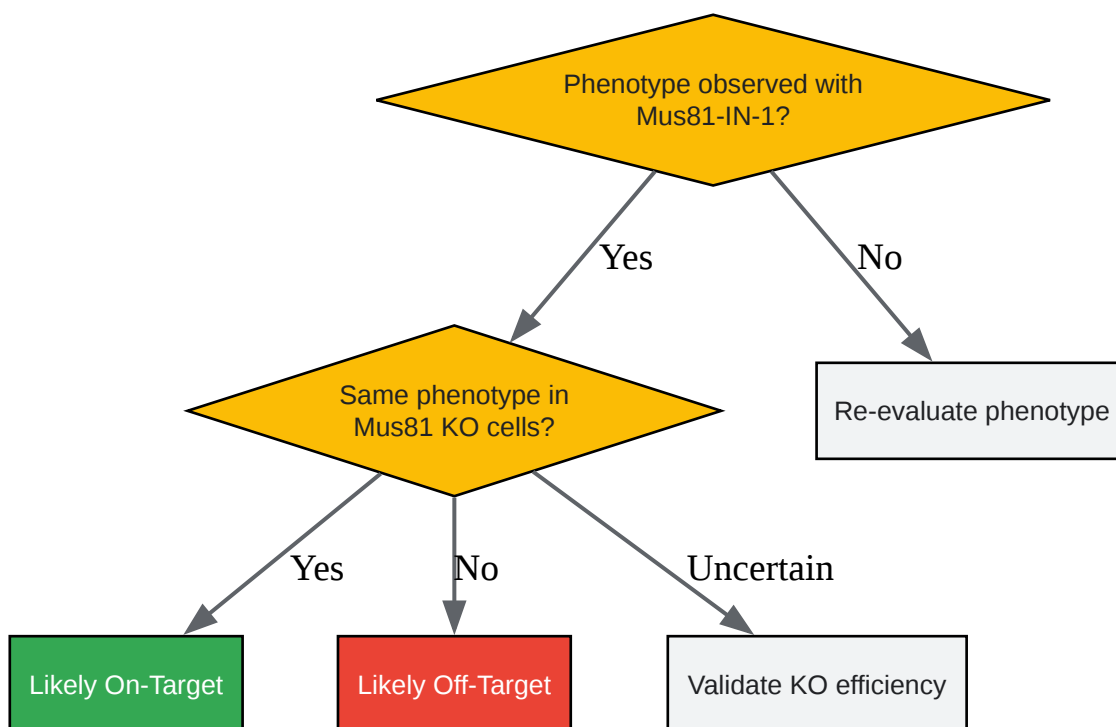 Phenotype observed with
Mus81-IN-1?
Yes
No
Same phenotype in
Mus81 KO cells?
Re-evaluate phenotype
Yes
No
Uncertain
Likely On-Target
Likely Off-Target
Validate KO efficiency